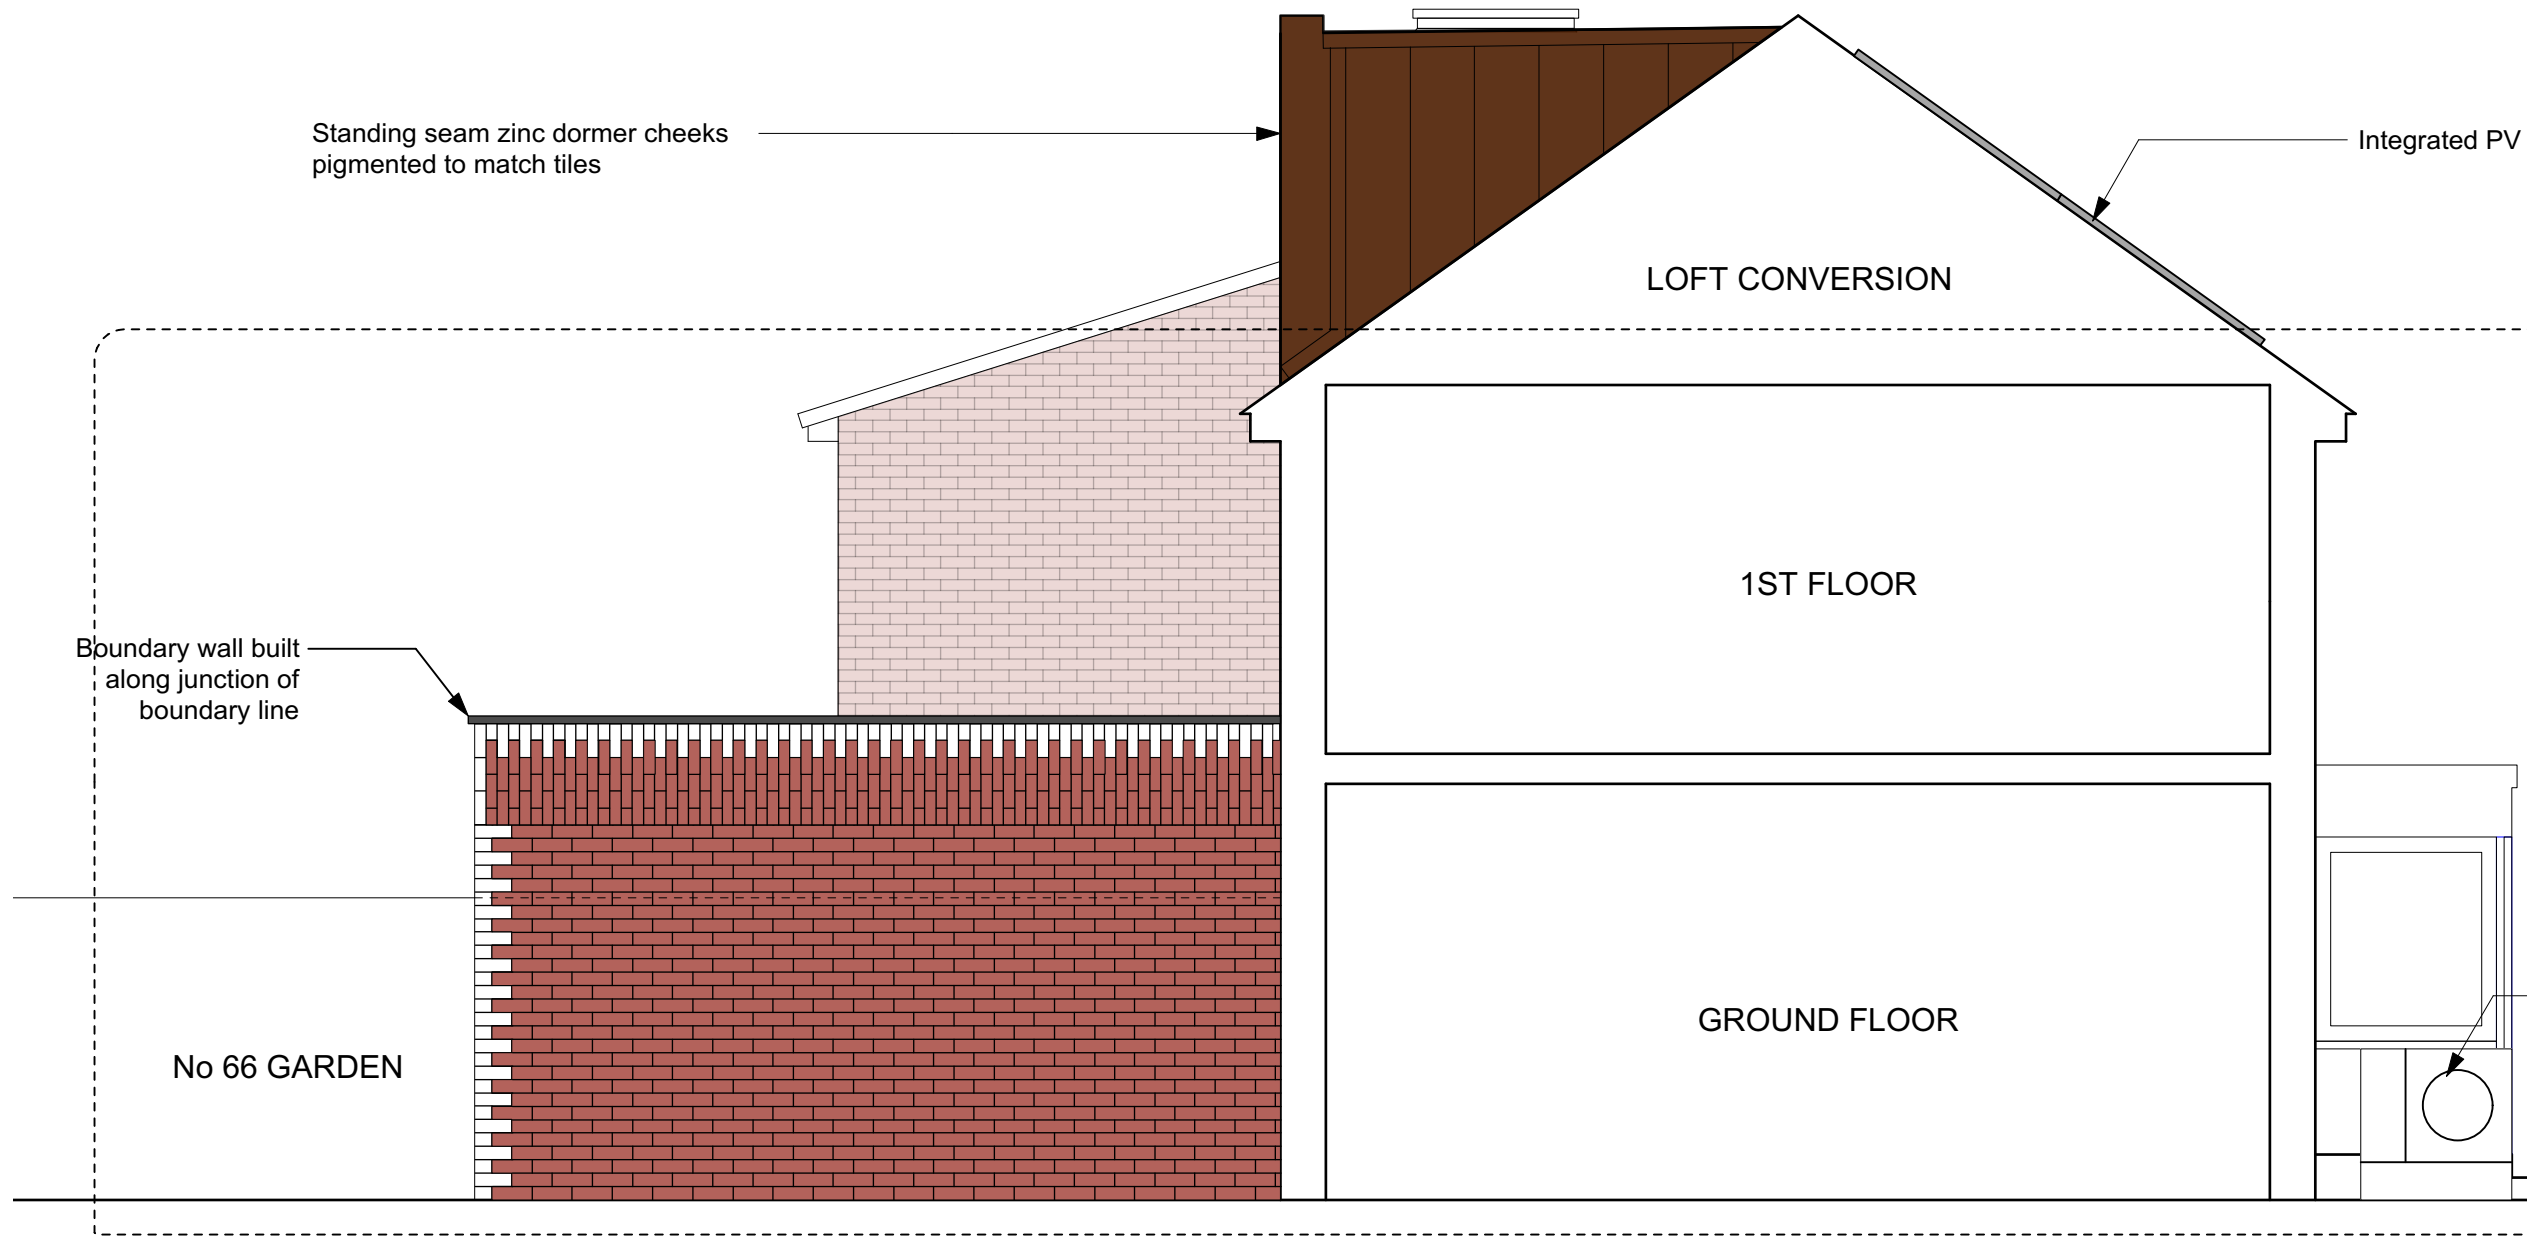 Standing seam zinc dormer cheeks
pigmented to match tiles
Integrated PV
LOFT CONVERSION
1ST FLOOR
Boundary wall built
along junction of
boundary line
GROUND FLOOR
No 66 GARDEN